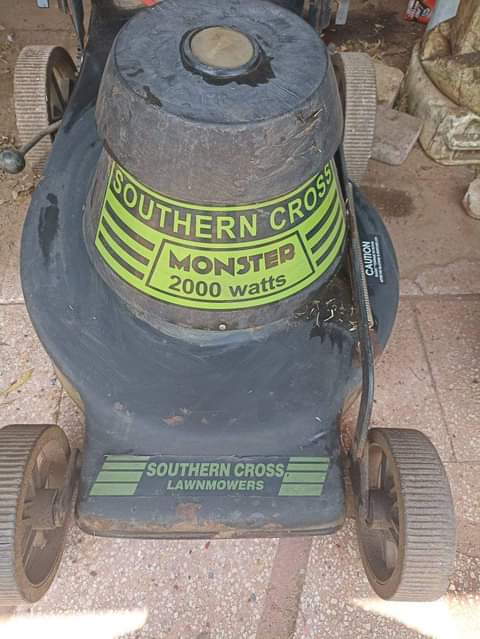 SOUTHERN CROSS
MONSTER
2000 watts
CAUTION
SOUTHERN CROSS
LAWNMOWERS